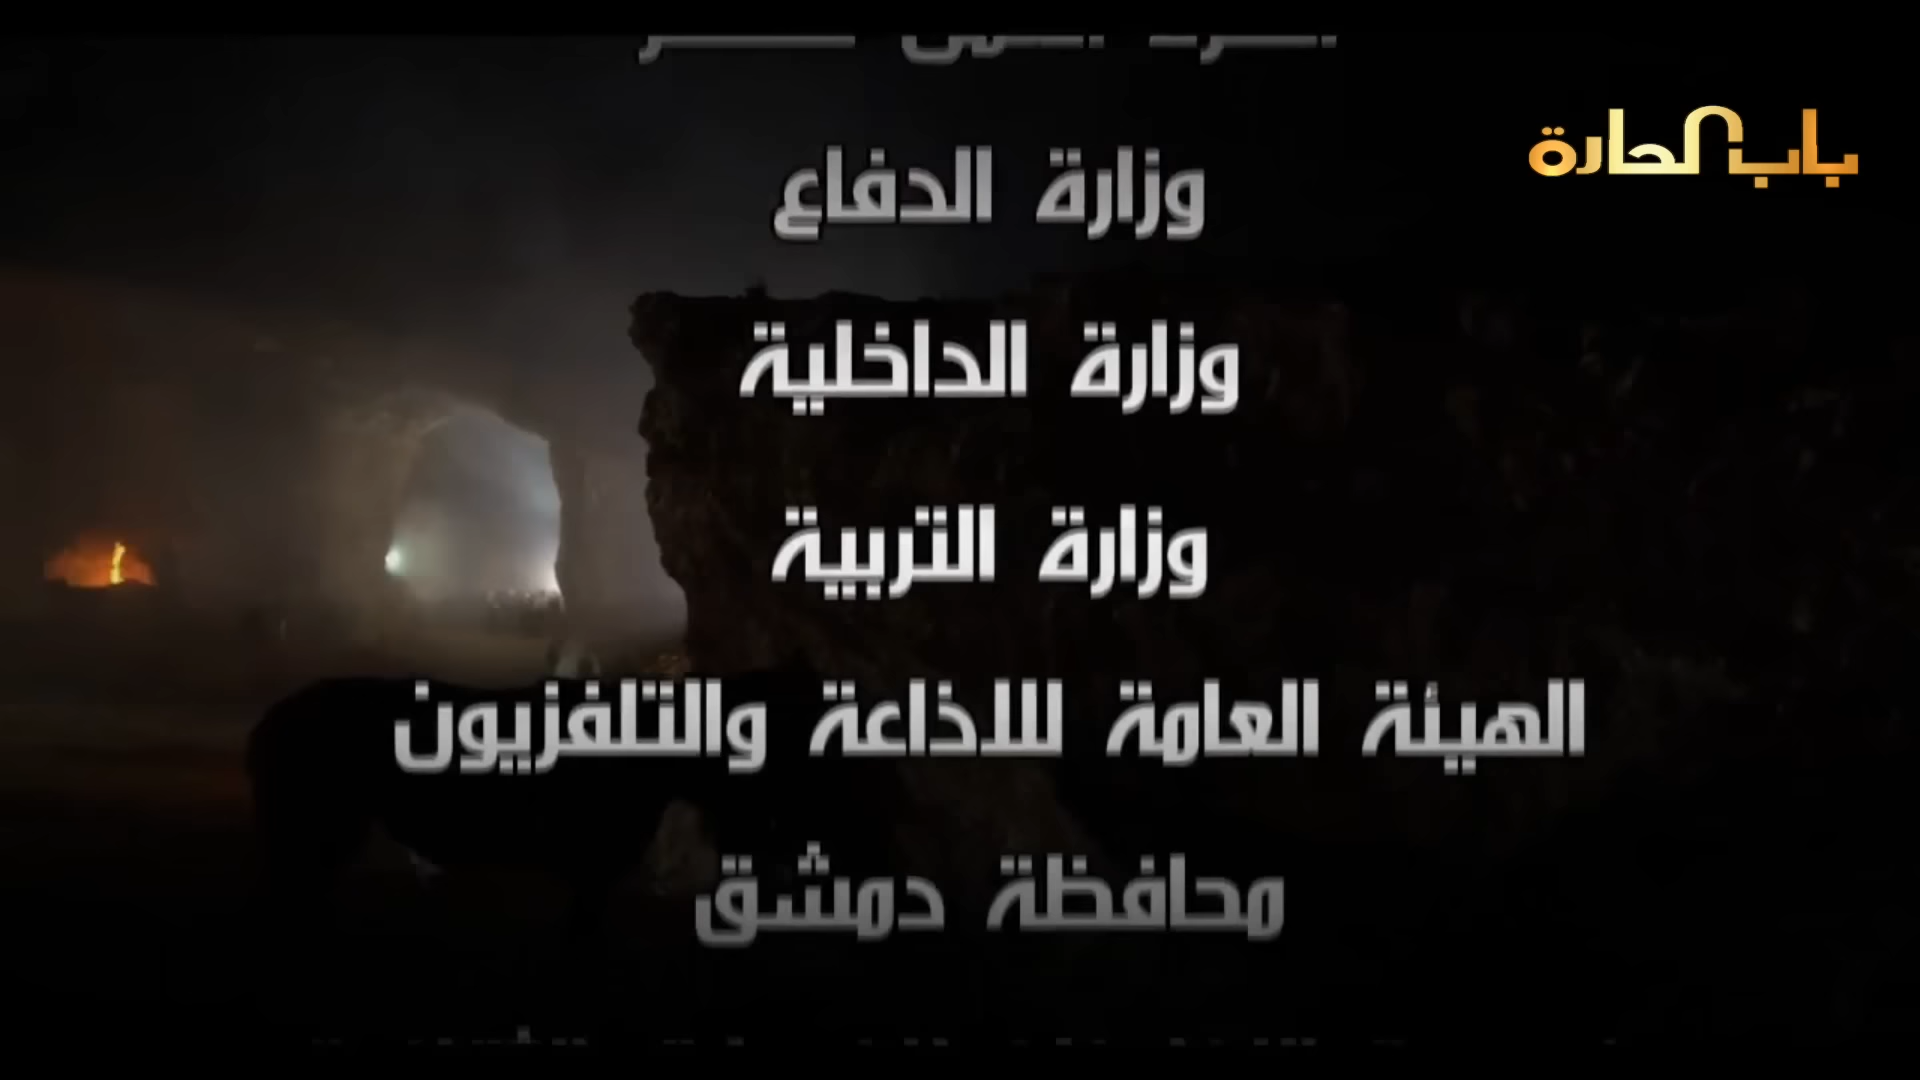 باب الحارة
وزارة الدفاع
وزارة الداخلية
وزارة التربية
الهيئة العامة للاذاعة والتلفزيون
محافظة دمشق